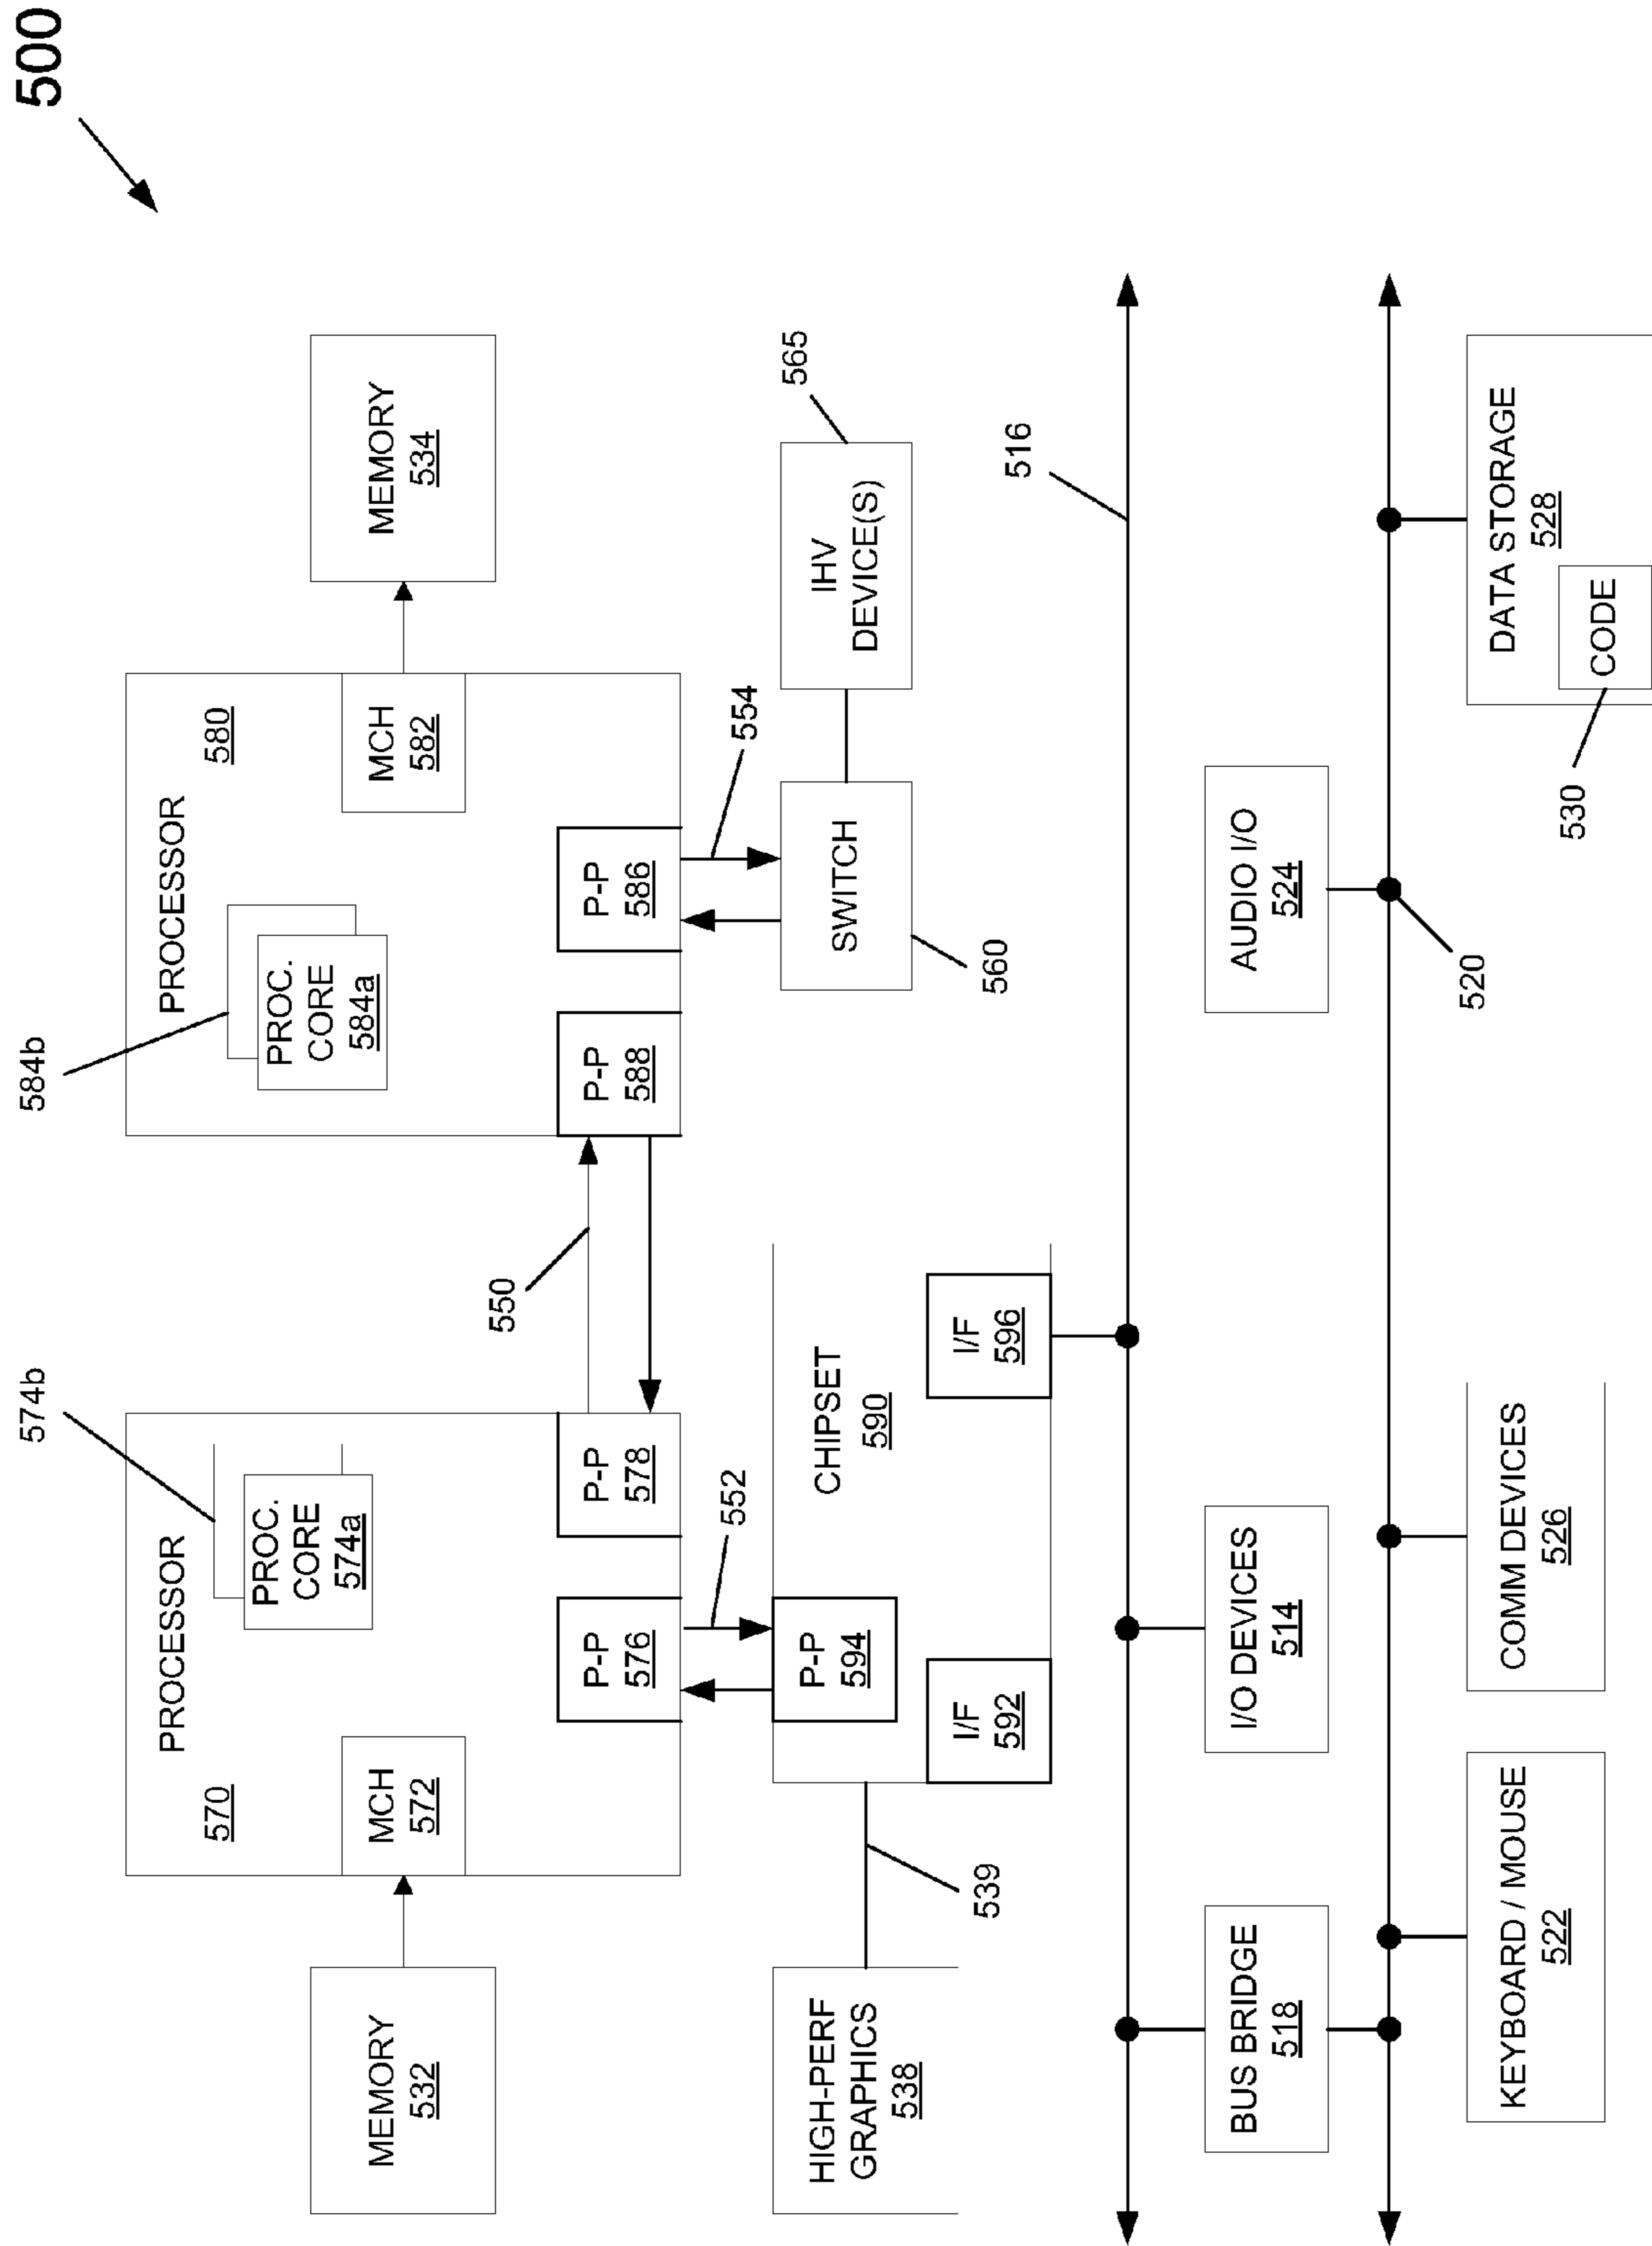 500
574b
584b
PROCESSOR
570
PROC.
CORE
574a
PROCESSOR
580
PROC.
CORE
584a
MEMORY
532
MCH
572
MCH
582
MEMORY
534
550
P-P
576
P-P
578
P-P
588
P-P
586
552
554
HIGH-PERF
GRAPHICS
538
539
P-P
594
CHIPSET
590
I/F
592
I/F
596
SWITCH
560
IHV
DEVICE(S)
565
516
BUS BRIDGE
518
I/O DEVICES
514
AUDIO I/O
524
520
KEYBOARD / MOUSE
522
COMM DEVICES
526
530
DATA STORAGE
528
CODE